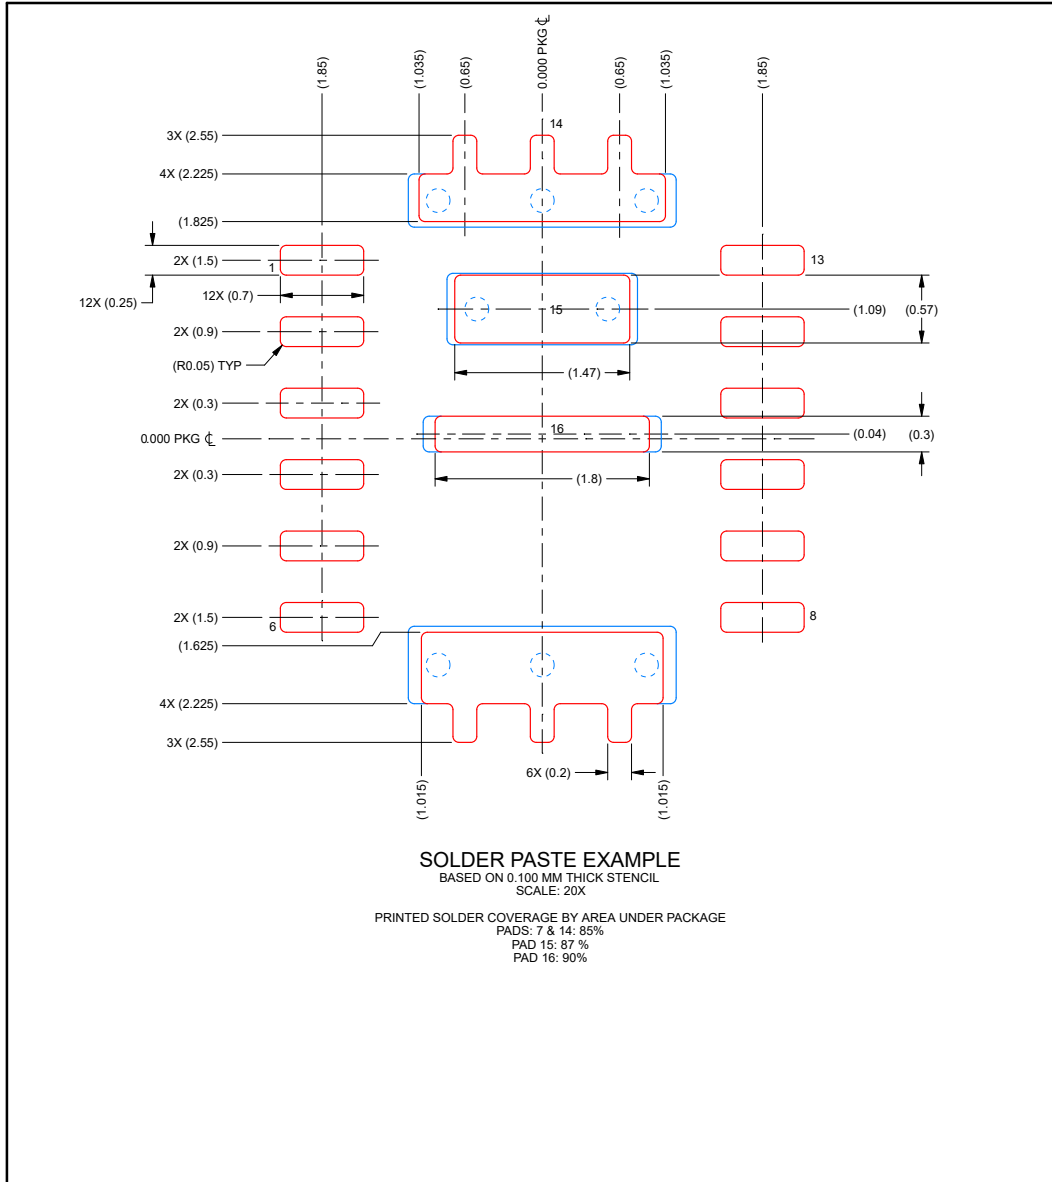 (1.85)
(1.035)
(0.65)
0.000 PKG ℄
(0.65)
(1.035)
(1.85)
14
3X (2.55)
4X (2.225)
(1.825)
2X (1.5)
1
13
12X (0.25)
12X (0.7)
15
(1.09)
(0.57)
2X (0.9)
(R0.05) TYP
(1.47)
2X (0.3)
16
0.000 PKG ℄
(0.04)
(0.3)
2X (0.3)
(1.8)
2X (0.9)
2X (1.5)
6
8
(1.625)
4X (2.225)
3X (2.55)
6X (0.2)
(1.015)
(1.015)
SOLDER PASTE EXAMPLE
BASED ON 0.100 MM THICK STENCIL
SCALE: 20X
PRINTED SOLDER COVERAGE BY AREA UNDER PACKAGE
PADS: 7 & 14: 85%
PAD 15: 87 %
PAD 16: 90%